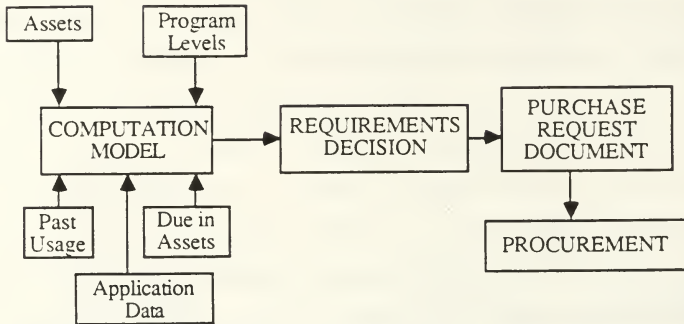 Assets
Program
Levels
COMPUTATION
MODEL
REQUIREMENTS
DECISION
PURCHASE
REQUEST
DOCUMENT
Past
Usage
Due in
Assets
Application
Data
PROCUREMENT